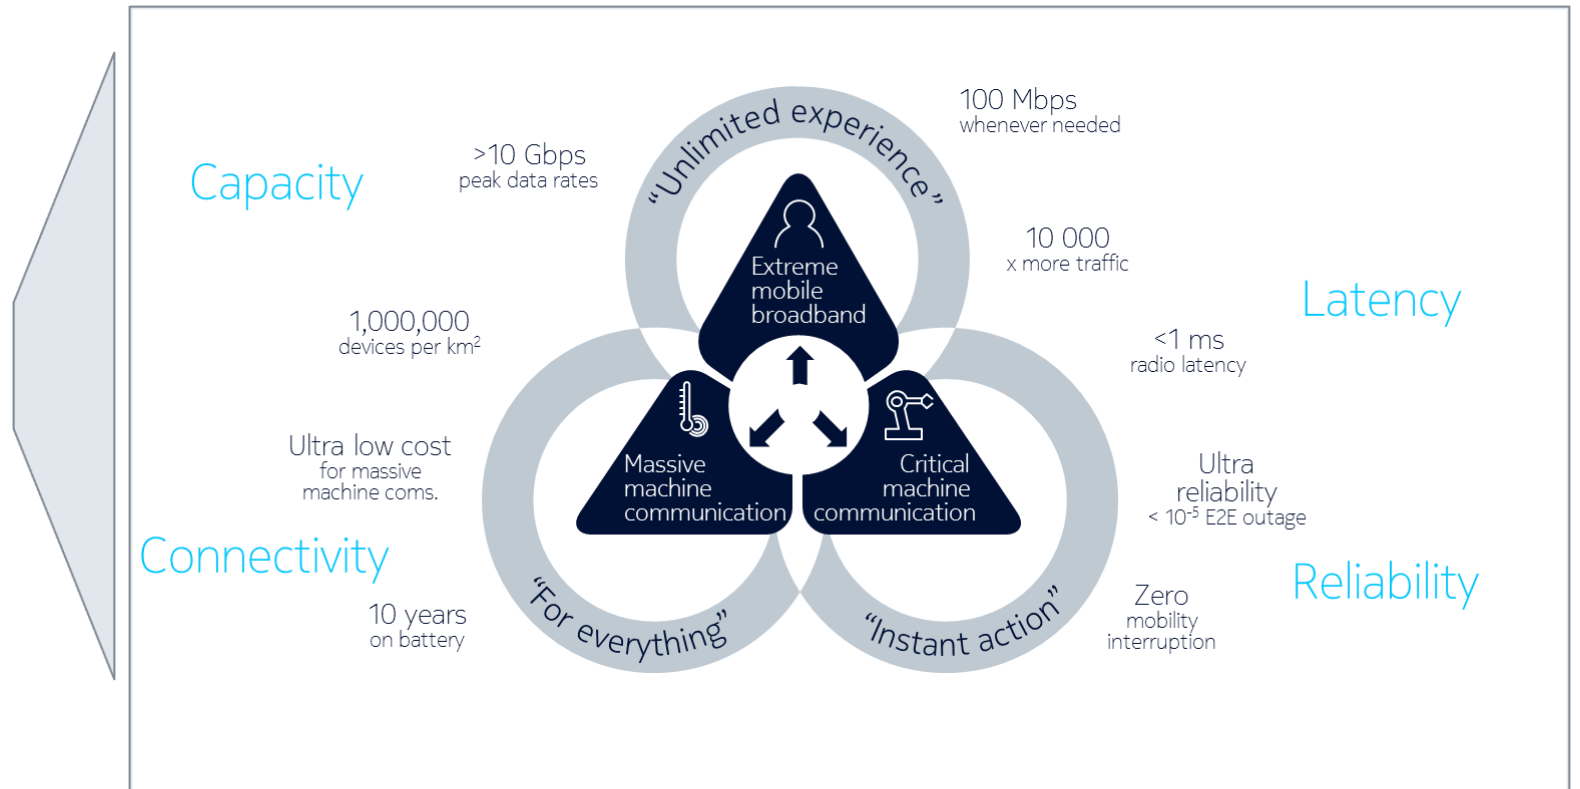 “Unlimited experience”
100 Mbps
whenever needed
>10 Gbps
peak data rates
Capacity
10 000
x more traffic
Extreme
mobile
broadband
Latency
1,000,000
devices per km²
<1 ms
radio latency
Ultra low cost
for massive
machine coms.
Massive
machine
communication
Critical
machine
communication
Ultra
reliability
< 10⁻⁵ E2E outage
Connectivity
Reliability
10 years
on battery
“For everything”
“Instant action”
Zero
mobility
interruption